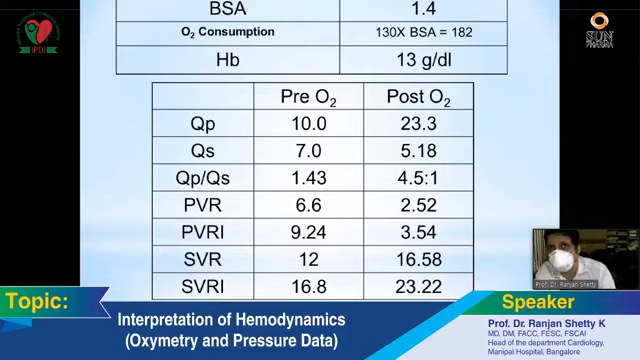 BSA 1.4
O2 Consumption 130X BSA = 182
Hb 13 g/dl
Pre O2 Post O2
Qp 10.0 23.3
Qs 7.0 5.18
Qp/Qs 1.43 4.5:1
PVR 6.6 2.52
PVRI 9.24 3.54
SVR 12 16.58
SVRI 16.8 23.22
iPDI
SUN
PHARMA
Prof. Dr. Ranjan Shetty
Topic:
Interpretation of Hemodynamics
(Oxymetry and Pressure Data)
Speaker
Prof. Dr. Ranjan Shetty K
MD, DM, FACC, FESC, FSCAI
Head of the department Cardiology,
Manipal Hospital, Bangalore